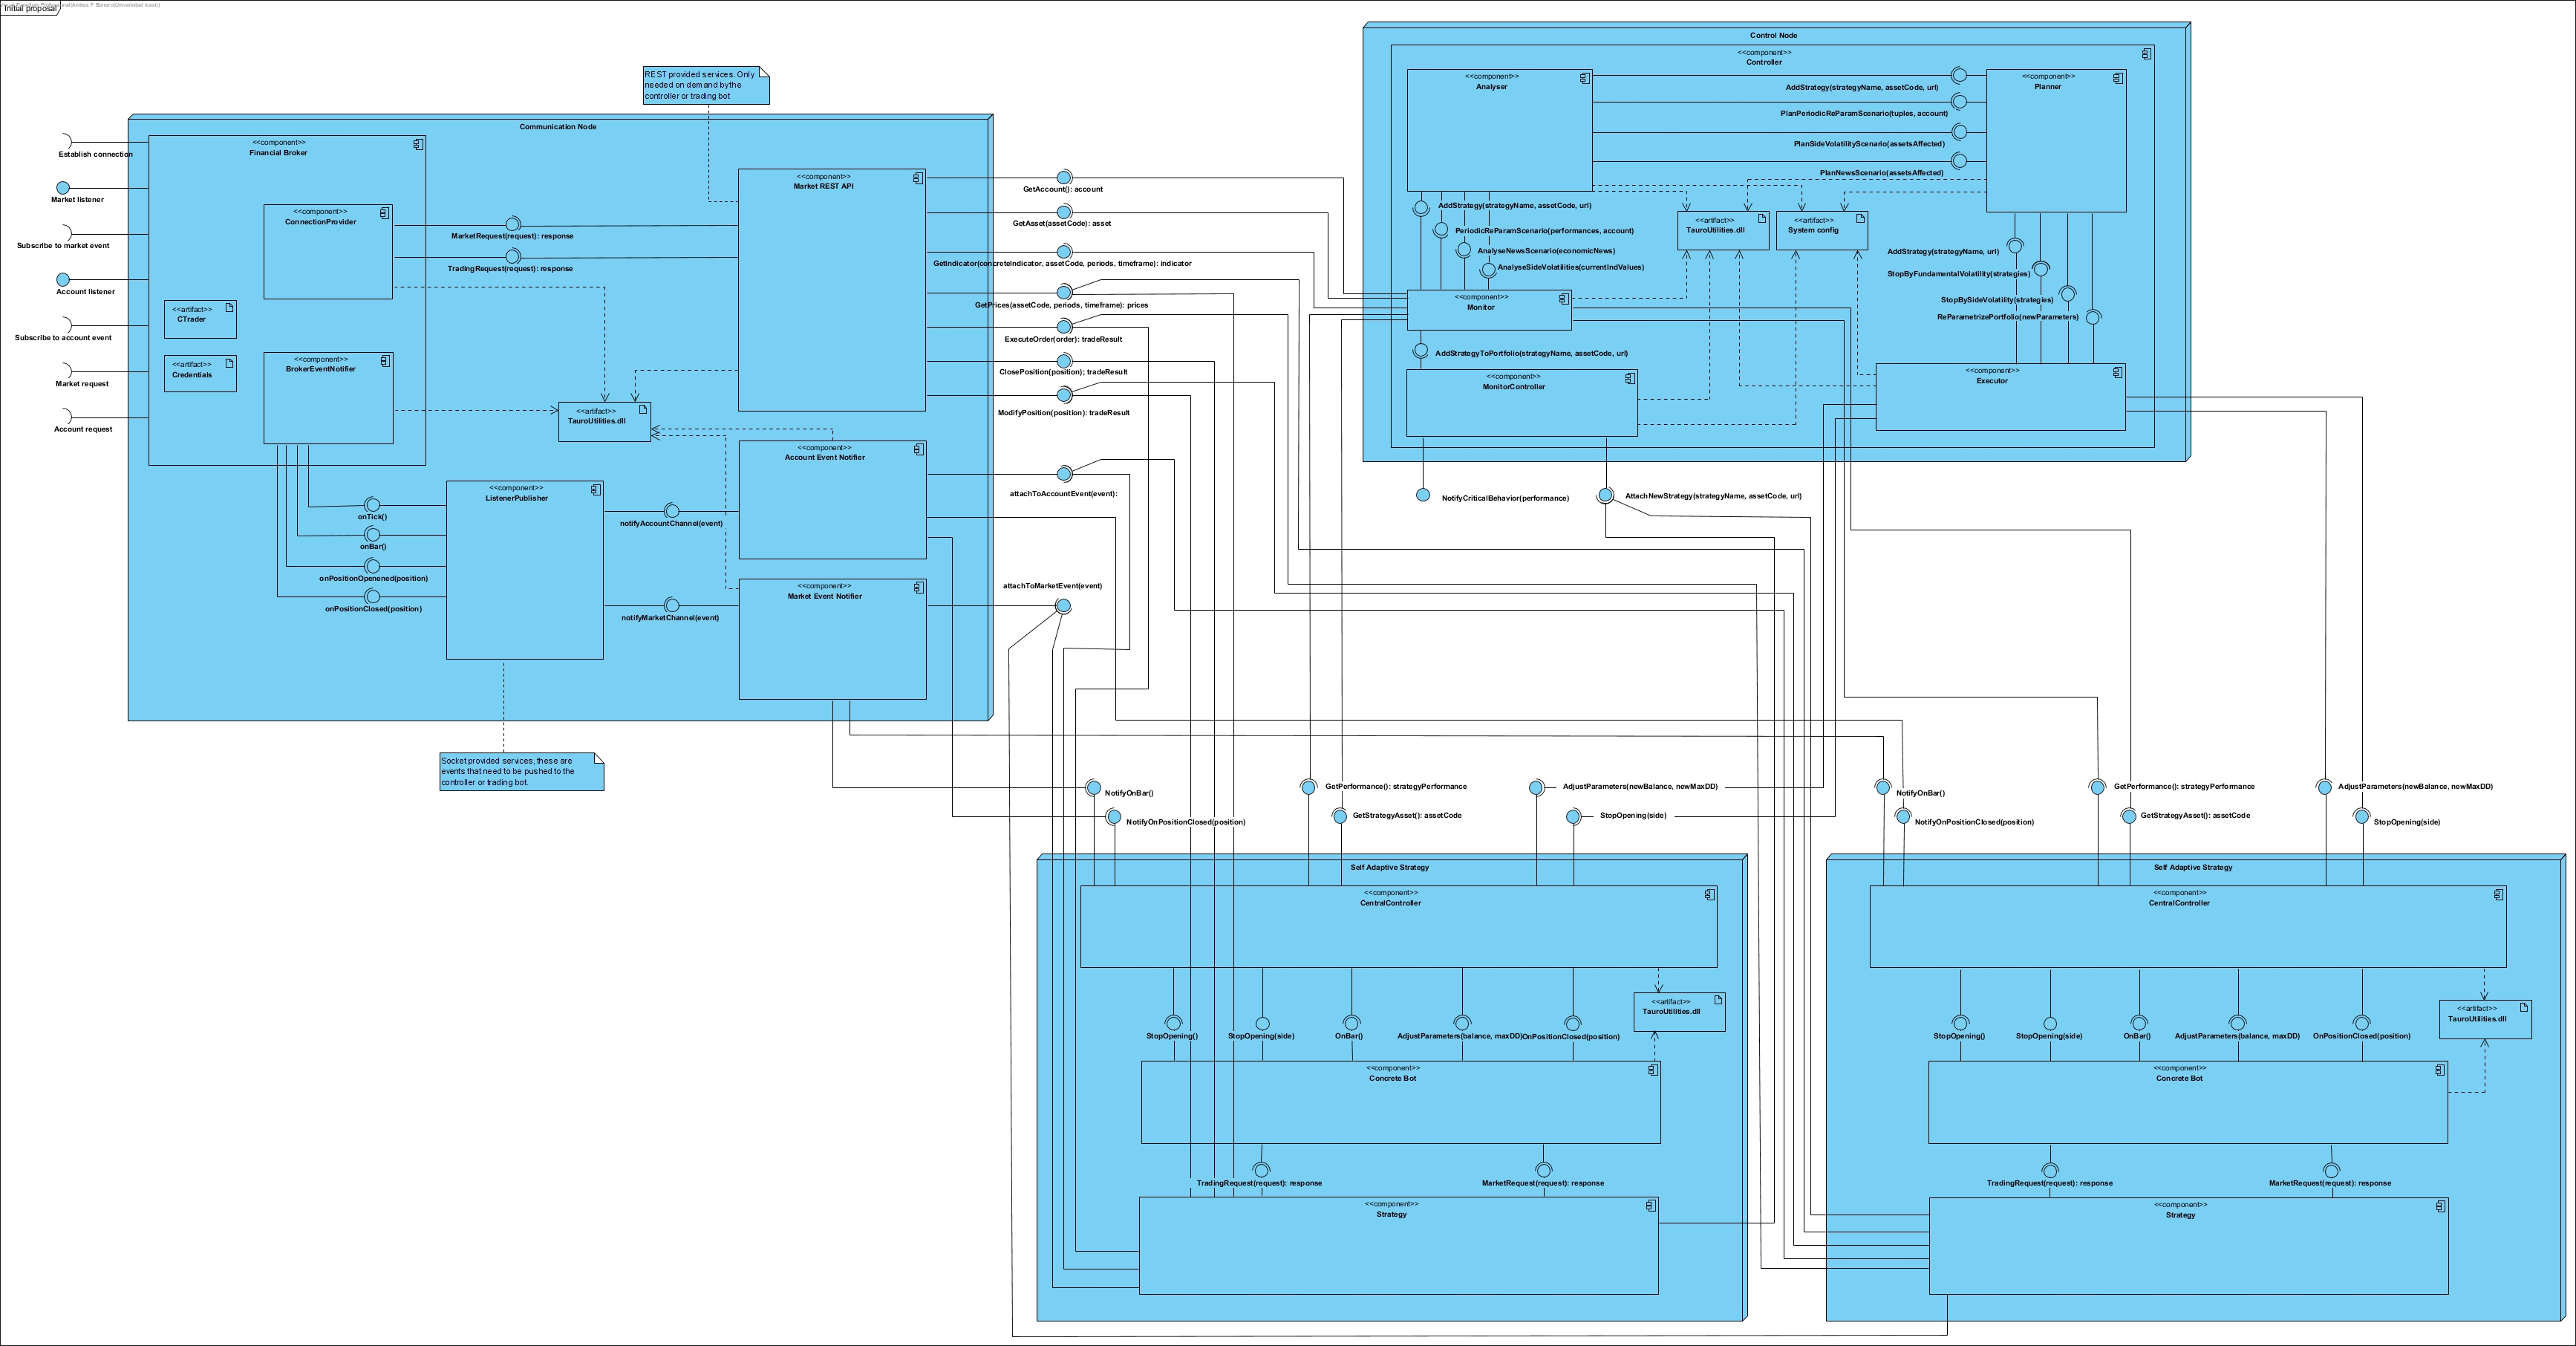 Initial proposal
REST provided services. Only
needed on demand bythe
controller or trading bot
Communication Node
Establish connection
Market listener
Subscribe to market event
Account listener
Subscribe to account event
Market request
Account request
<<component>>
Financial Broker
<<component>>
ConnectionProvider
<<artifact>>
CTrader
<<artifact>>
Credentials
<<component>>
BrokerEventNotifier
MarketRequest(request): response
TradingRequest(request): response
<<artifact>>
TauroUtilities.dll
<<component>>
Market REST API
<<component>>
Account Event Notifier
<<component>>
Market Event Notifier
<<component>>
ListenerPublisher
onTick()
onBar()
onPositionOpenened(position)
onPositionClosed(position)
notifyAccountChannel(event)
notifyMarketChannel(event)
Socket provided services, these are
events that need to be pushed to the
controller or trading bot.
GetAccount(): account
GetAsset(assetCode): asset
GetIndicator(concreteIndicator, assetCode, periods, timeframe): indicator
GetPrices(assetCode, periods, timeframe): prices
ExecuteOrder(order): tradeResult
ClosePosition(position); tradeResult
ModifyPosition(position): tradeResult
attachToAccountEvent(event):
attachToMarketEvent(event)
Control Node
<<component>>
Controller
<<component>>
Analyser
<<component>>
Planner
AddStrategy(strategyName, assetCode, url)
PlanPeriodicReParamScenario(tuples, account)
PlanSideVolatilityScenario(assetsAffected)
PlanNewsScenario(assetsAffected)
AddStrategy(strategyName, assetCode, url)
PeriodicReParamScenario(performances, account)
AnalyseNewsScenario(economicNews)
AnalyseSideVolatilities(currentIndValues)
<<artifact>>
TauroUtilities.dll
<<artifact>>
System config
AddStrategy(strategyName, url)
StopByFundamentalVolatility(strategies)
StopBySideVolatility(strategies)
ReParametrizePortfolio(newParameters)
<<component>>
Monitor
AddStrategyToPortfolio(strategyName, assetCode, url)
<<component>>
MonitorController
<<component>>
Executor
NotifyCriticalBehavior(performance)
AttachNewStrategy(strategyName, assetCode, url)
NotifyOnBar()
NotifyOnPositionClosed(position)
GetPerformance(): strategyPerformance
GetStrategyAsset(): assetCode
AdjustParameters(newBalance, newMaxDD)
StopOpening(side)
NotifyOnBar()
NotifyOnPositionClosed(position)
GetPerformance(): strategyPerformance
GetStrategyAsset(): assetCode
AdjustParameters(newBalance, newMaxDD)
StopOpening(side)
Self Adaptive Strategy
<<component>>
CentralController
StopOpening()
StopOpening(side)
OnBar()
AdjustParameters(balance, maxDD)
OnPositionClosed(position)
<<artifact>>
TauroUtilities.dll
<<component>>
Concrete Bot
TradingRequest(request): response
MarketRequest(request): response
<<component>>
Strategy
Self Adaptive Strategy
<<component>>
CentralController
StopOpening()
StopOpening(side)
OnBar()
AdjustParameters(balance, maxDD)
OnPositionClosed(position)
<<artifact>>
TauroUtilities.dll
<<component>>
Concrete Bot
TradingRequest(request): response
MarketRequest(request): response
<<component>>
Strategy